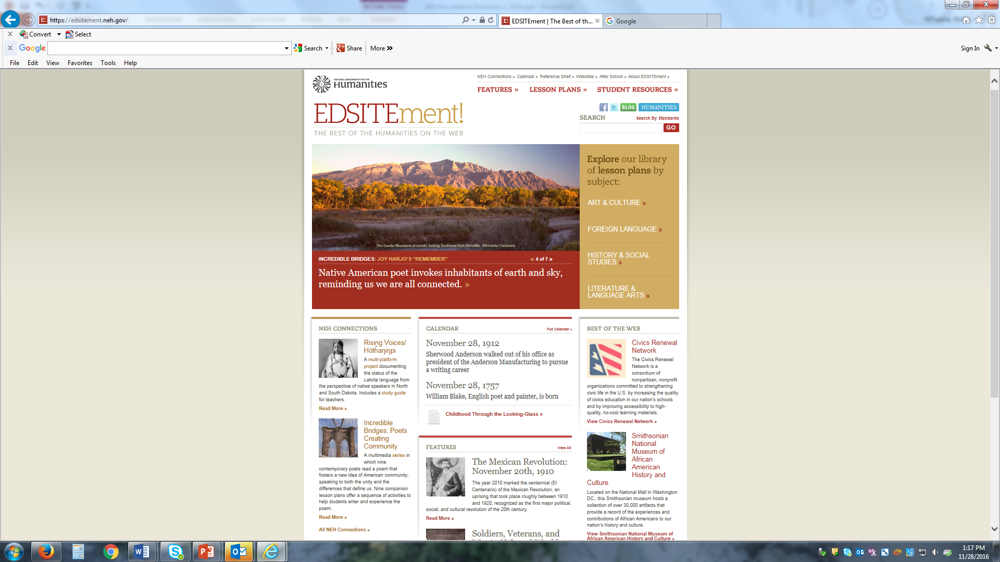 https://edsitement.neh.gov/
EDSITEment | The Best of th...
Google
Convert
Select
Google
Search
Share
More
Sign In
File Edit View Favorites Tools Help
NATIONAL ENDOWMENT FOR THE
Humanities
NEH Connections » Calendar » Reference Shelf » Websites » After School » About EDSITEment »
FEATURES » LESSON PLANS » STUDENT RESOURCES »
EDSITEment!
THE BEST OF THE HUMANITIES ON THE WEB
BLOG
HUMANITIES
SEARCH
Search By Standards
GO
The Sandia Mountains at sunset, looking Southeast from Bernalillo. Wikimedia Commons.
INCREDIBLE BRIDGES: JOY HARJO'S “REMEMBER”
« 4 of 7 »
Native American poet invokes inhabitants of earth and sky,
reminding us we are all connected. »
Explore our library
of lesson plans by
subject:
ART & CULTURE »
FOREIGN LANGUAGE »
HISTORY & SOCIAL
STUDIES »
LITERATURE &
LANGUAGE ARTS »
NEH CONNECTIONS
Rising Voices/
Hótȟaŋiŋpi
A multi-platform
project documenting
the status of the
Lakota language from
the perspective of native speakers in North
and South Dakota. Includes a study guide
for teachers.
Read More »
Incredible
Bridges: Poets
Creating
Community
A multimedia series in
which nine
contemporary poets read a poem that
fosters a new idea of American community,
speaking to both the unity and the
differences that define us. Nine companion
lesson plans offer a sequence of activities to
help students enter and experience the
poem.
Read More »
All NEH Connections »
CALENDAR
Full Calendar »
November 28, 1912
Sherwood Anderson walked out of his office as
president of the Anderson Manufacturing to pursue
a writing career
November 28, 1757
William Blake, English poet and painter, is born
Childhood Through the Looking-Glass »
FEATURES
View All
The Mexican Revolution:
November 20th, 1910
The year 2010 marked the centennial (El
Centenario) of the Mexican Revolution, an
uprising that took place roughly between 1910
and 1920, recognized as the first major political,
social, and cultural revolution of the 20th century.
Read More »
Soldiers, Veterans, and
BEST OF THE WEB
Civics Renewal
Network
The Civics Renewal
Network is a
consortium of
nonpartisan, nonprofit
organizations committed to strengthening
civic life in the U.S. by increasing the quality
of civics education in our nation's schools
and by improving accessibility to high-
quality, no-cost learning materials.
View Civics Renewal Network »
Smithsonian
National
Museum of
African
American
History and
Culture
Located on the National Mall in Washington
DC., this Smithsonian museum hosts a
collection of over 30,000 artifacts that
provide a record of the experiences and
contributions of African Americans to our
nation's history and culture.
View Smithsonian National Museum of
African American History and Culture »
1:17 PM
11/28/2016